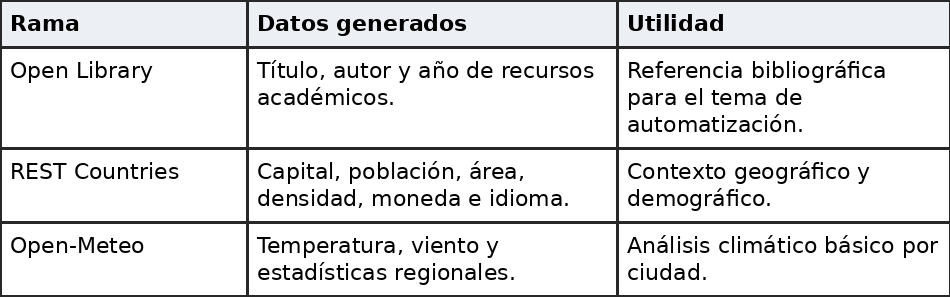 Rama
Datos generados
Utilidad
Open Library
Título, autor y año de recursos
académicos.
Referencia bibliográfica
para el tema de
automatización.
REST Countries
Capital, población, área,
densidad, moneda e idioma.
Contexto geográfico y
demográfico.
Open-Meteo
Temperatura, viento y
estadísticas regionales.
Análisis climático básico por
ciudad.